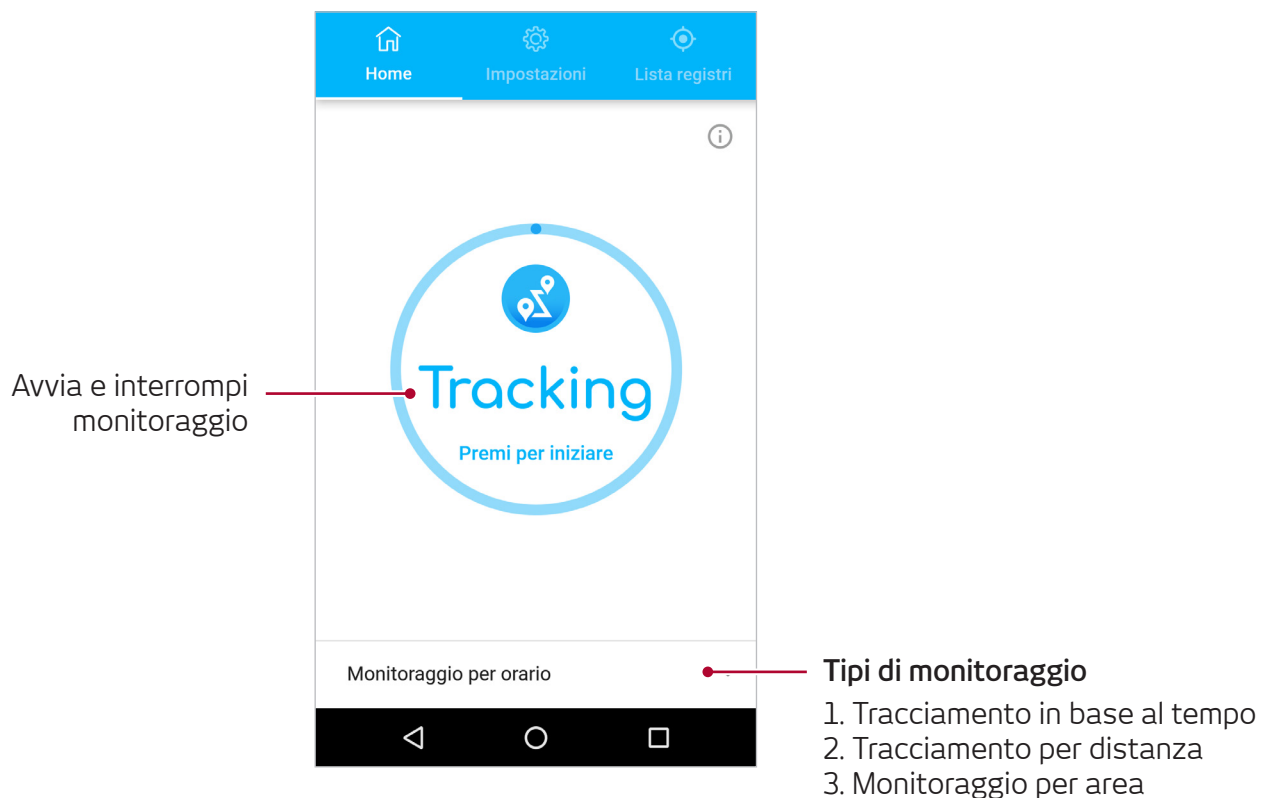 Home
Impostazioni
Lista registri
Tracking
Premi per iniziare
Avvia e interrompi
monitoraggio
Monitoraggio per orario
Tipi di monitoraggio
1. Tracciamento in base al tempo
2. Tracciamento per distanza
3. Monitoraggio per area